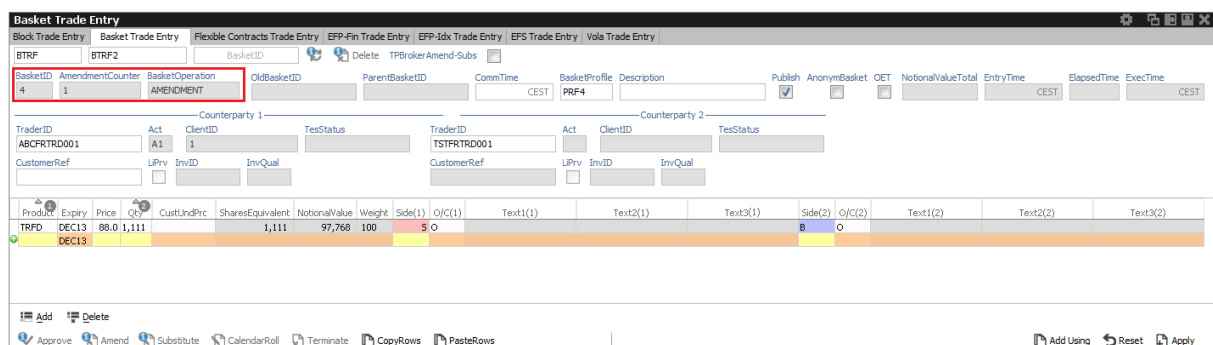 Basket Trade Entry
Block Trade Entry Basket Trade Entry Flexible Contracts Trade Entry EFP-Fin Trade Entry EFP-Idx Trade Entry EFS Trade Entry Vola Trade Entry
BTRF BTRF2 BasketID Delete TPBrokerAmend-Subs
BasketID AmendmentCounter BasketOperation OldBasketID ParentBasketID CommTime BasketProfile Description Publish AnonymBasket OET NotionalValueTotal EntryTime ElapsedTime ExecTime
4 1 AMENDMENT CEST PRF4 CEST CEST
Counterparty 1 Counterparty 2
TraderID Act ClientID TesStatus TraderID Act ClientID TesStatus
ABCFRTRD001 A1 1 TSTFRTRD001
CustomerRef LiPrv InvID InvQual CustomerRef LiPrv InvID InvQual
Product 1 Expiry Price Qty 2 CustUndPrc SharesEquivalent NotionalValue Weight Side(1) O/C(1) Text1(1) Text2(1) Text3(1) Side(2) O/C(2) Text1(2) Text2(2) Text3(2)
TRFD DEC13 88.0 1,111 1,111 97,768 100 S O B O
DEC13
Add Delete
Approve Amend Substitute CalendarRoll Terminate CopyRows PasteRows Add Using Reset Apply